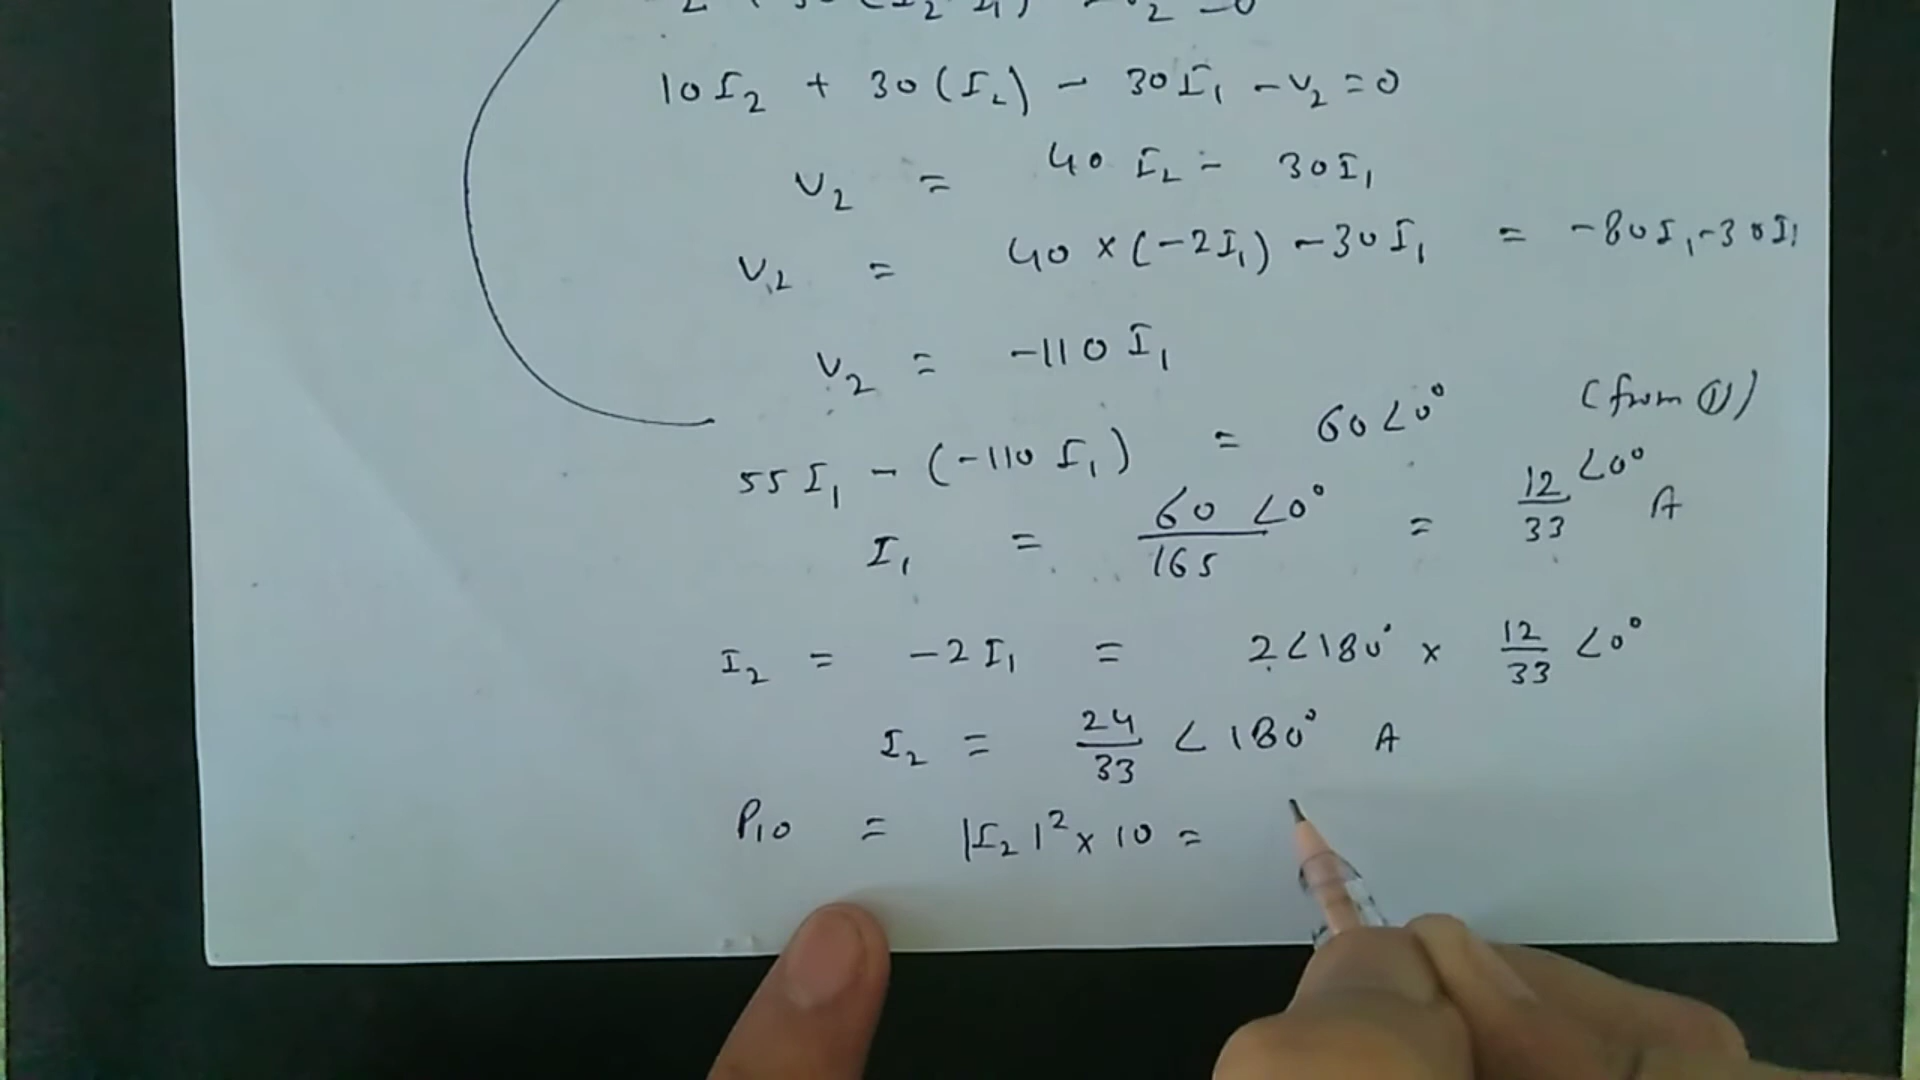 10I₂ + 30(I₂) - 30I₁ - V₂ = 0
V₂ = 40I₂ - 30I₁
V₂ = 40 × (-2I₁) - 30I₁ = -80I₁ - 30I₁
V₂ = -110I₁
(from ①)
55I₁ - (-110I₁) = 60∠0°
I₁ = 60∠0° / 165 = 12/33 ∠0° A
I₂ = -2I₁ = 2∠180° × 12/33 ∠0°
I₂ = 24/33 ∠180° A
P₁₀ = |I₂|² × 10 =